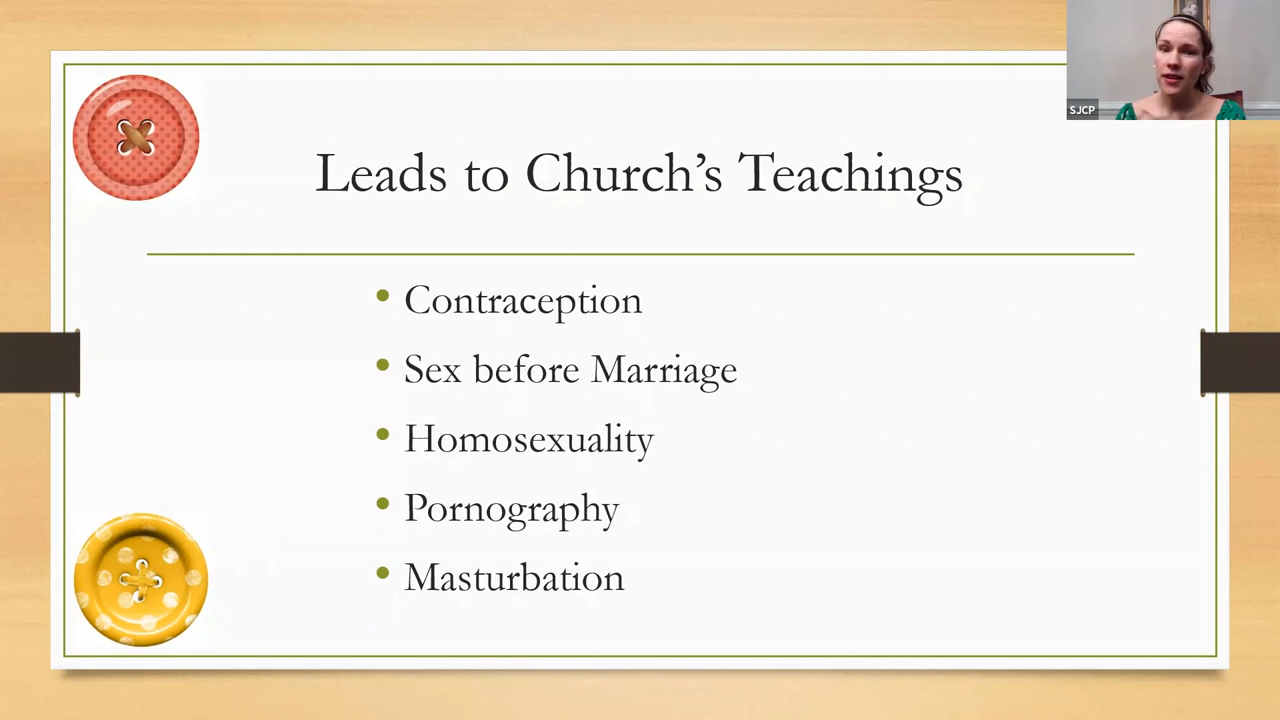 SJCP
Leads to Church's Teachings
• Contraception
• Sex before Marriage
• Homosexuality
• Pornography
• Masturbation